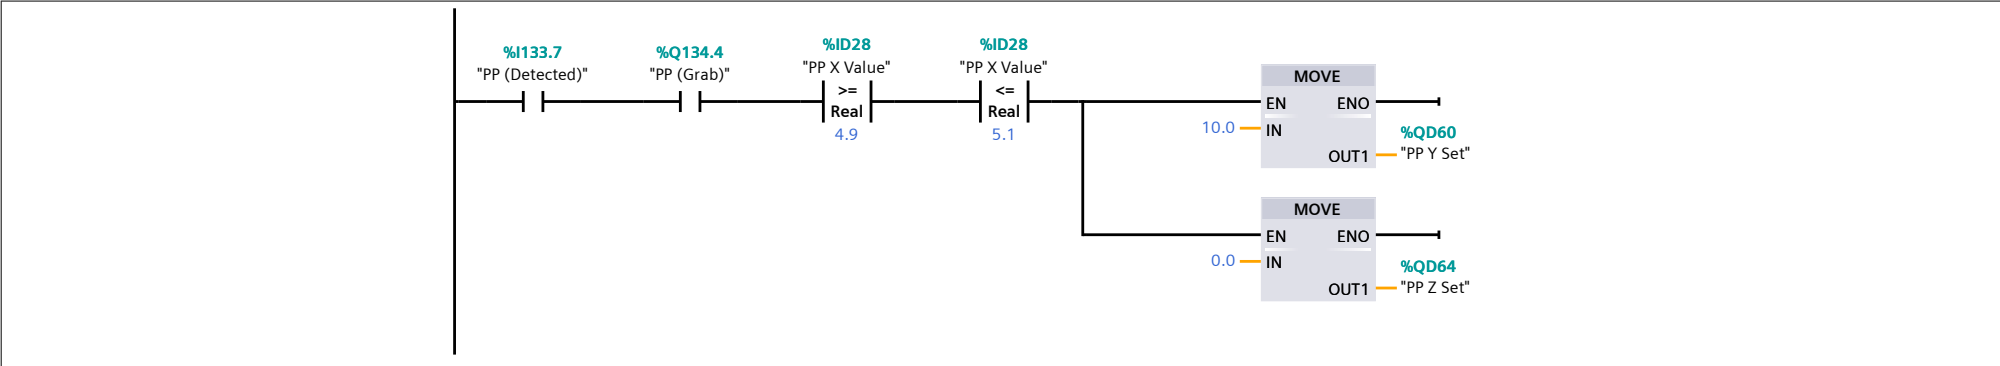 %I133.7
"PP (Detected)"
%Q134.4
"PP (Grab)"
%ID28
"PP X Value"
>=
Real
4.9
%ID28
"PP X Value"
<=
Real
5.1
MOVE
EN ENO
10.0 IN
%QD60
OUT1 "PP Y Set"
MOVE
EN ENO
0.0 IN
%QD64
OUT1 "PP Z Set"